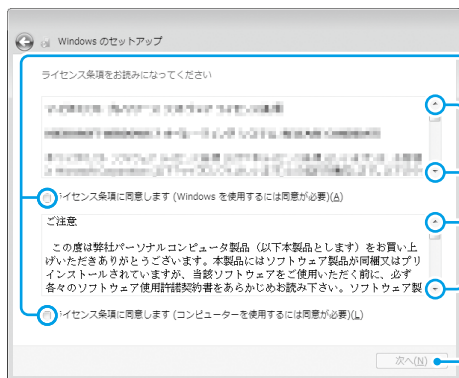 Windows のセットアップ
ライセンス条項をお読みになってください
ライセンス条項に同意します (Windows を使用するには同意が必要)(A)
ご注意
この度は弊社パーソナルコンピュータ製品（以下本製品とします）をお買い上
げいただきありがとうございます。本製品にはソフトウェア製品が同梱又はプリ
インストールされていますが、当該ソフトウェアをご使用いただく前に、必ず
各々のソフトウェア使用許諾契約書をあらかじめお読み下さい。ソフトウェア製
ライセンス条項に同意します (コンピューターを使用するには同意が必要)(L)
次へ(N)